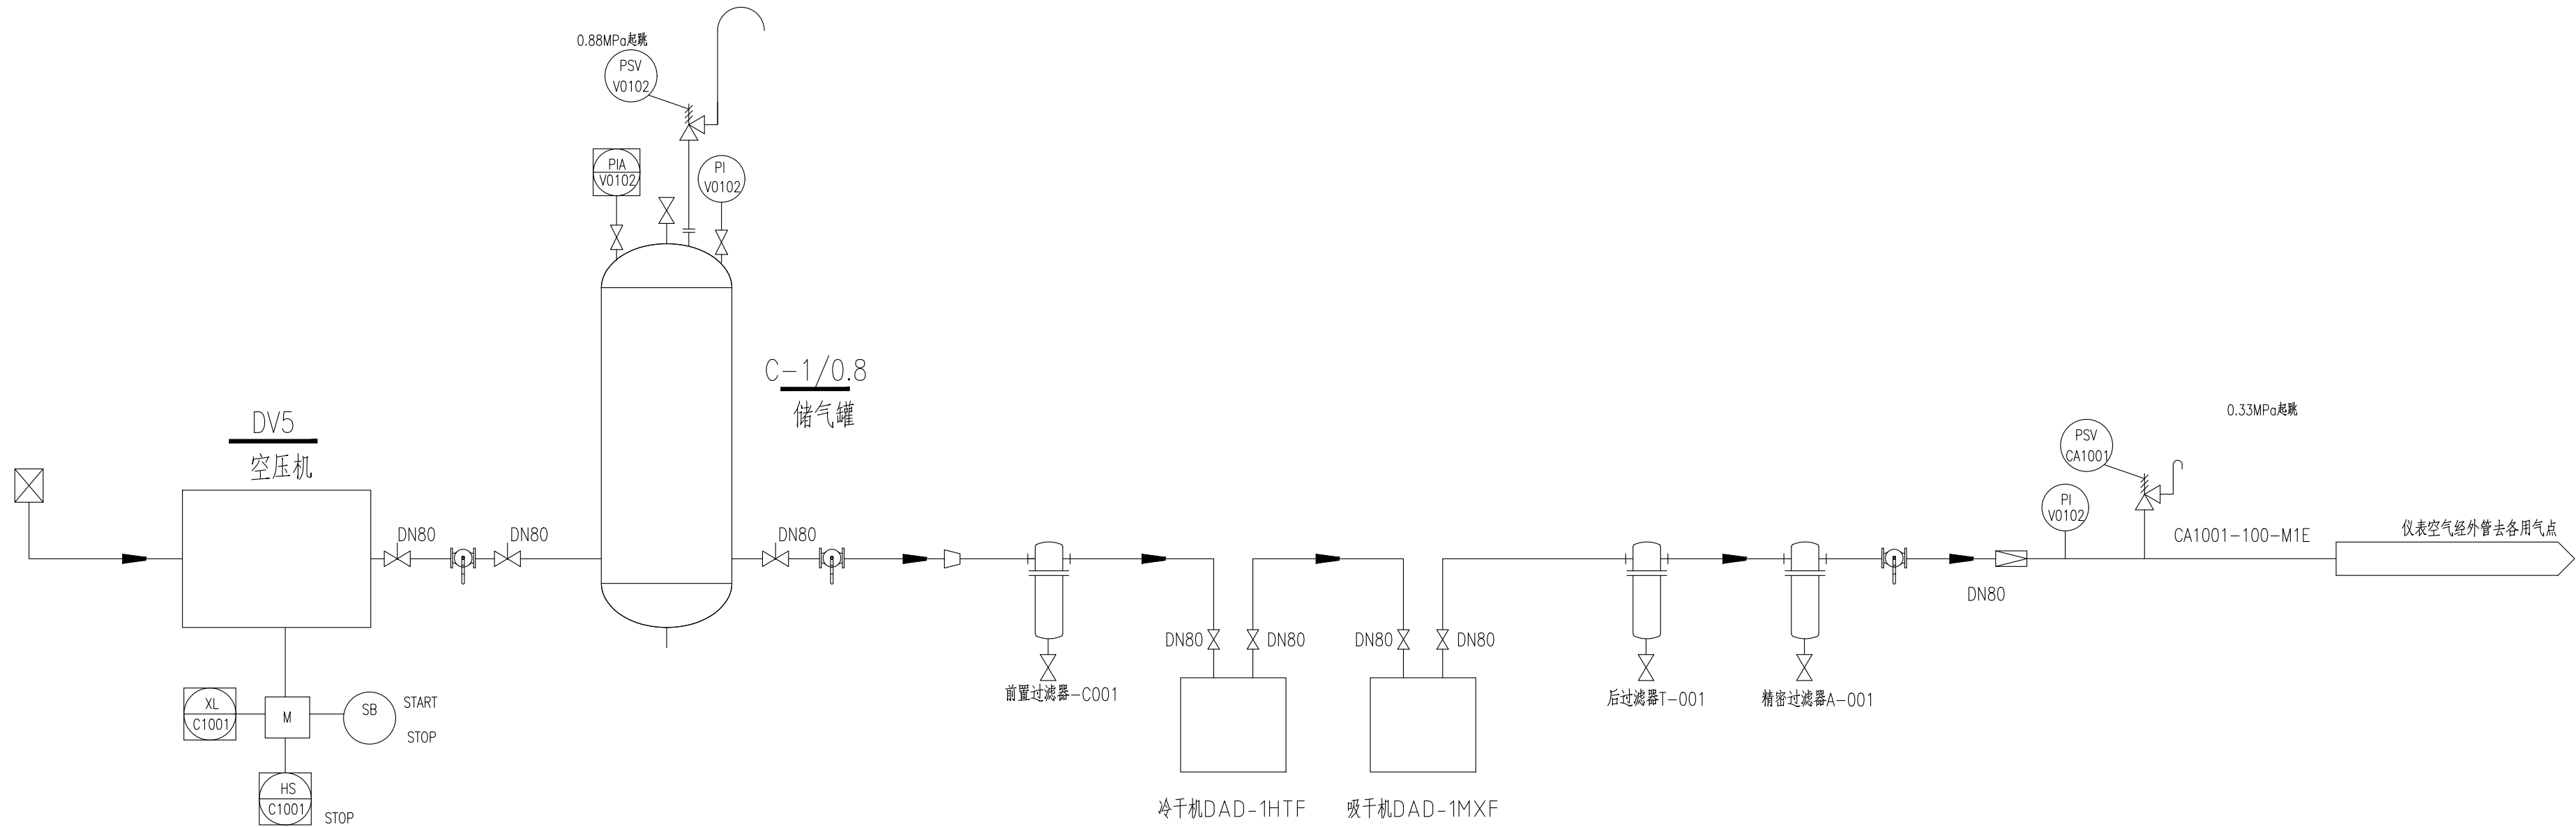 0.88MPa起跳
PSV
V0102
PIA
V0102
PI
V0102
C-1/0.8
储气罐
DV5
空压机
DN80
DN80
DN80
XL
C1001
M
SB
START
STOP
HS
C1001
STOP
前置过滤器-C001
DN80
DN80
冷干机DAD-1HTF
DN80
DN80
吸干机DAD-1MXF
后过滤器T-001
精密过滤器A-001
DN80
0.33MPa起跳
PSV
CA1001
PI
V0102
CA1001-100-M1E
仪表空气经外管去各用气点